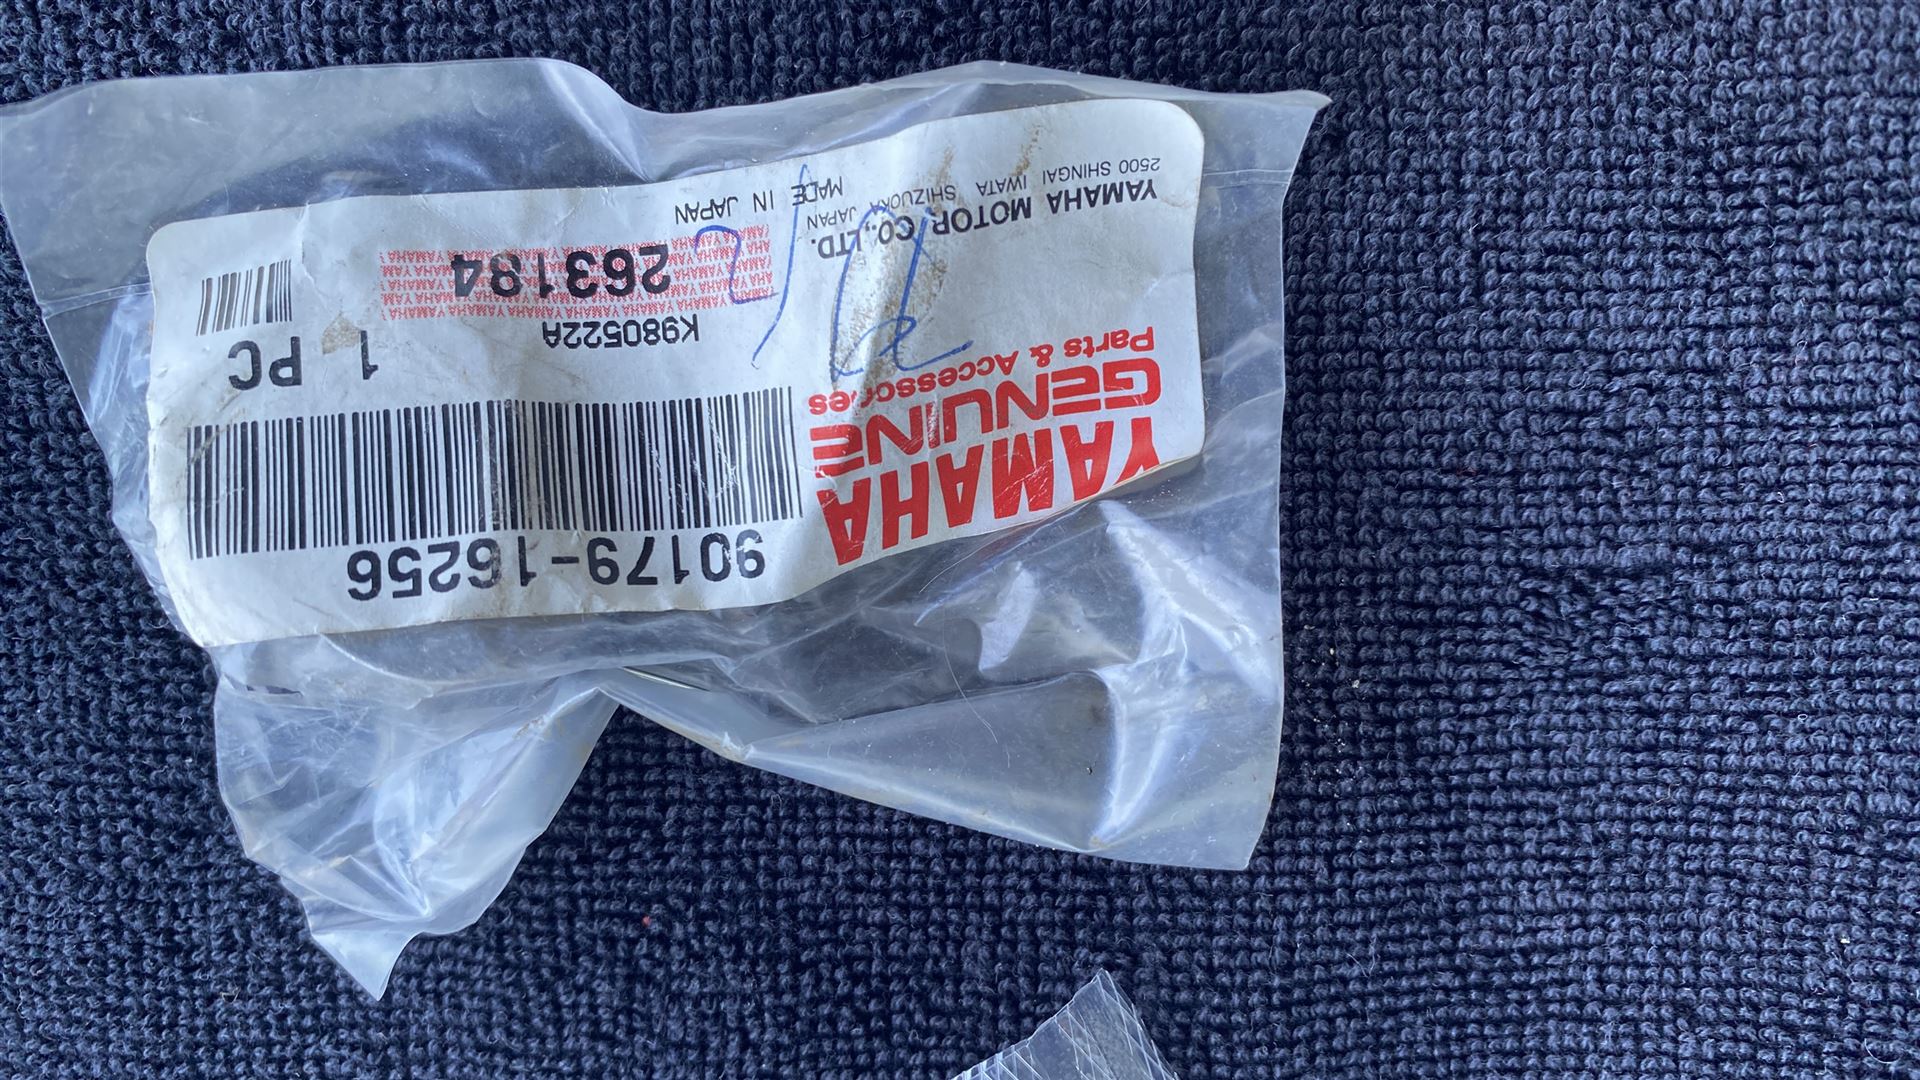 YAMAHA
GENUINE
Parts & Accessories
YAMAHA MOTOR CO.,LTD.
2500 SHINGAI IWATA SHIZUOKA JAPAN
90179-16256
1 PC
K980522A
263194
MADE IN JAPAN